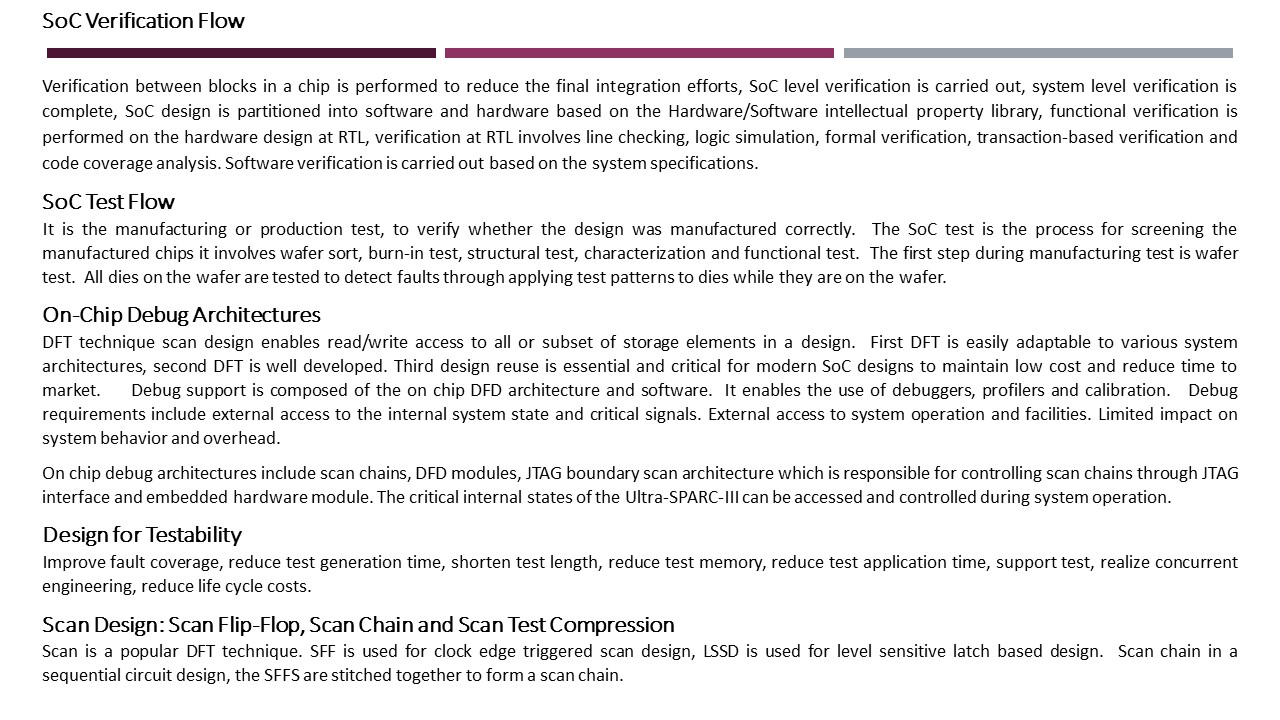 SoC Verification Flow
Verification between blocks in a chip is performed to reduce the final integration efforts, SoC level verification is carried out, system level verification is
complete, SoC design is partitioned into software and hardware based on the Hardware/Software intellectual property library, functional verification is
performed on the hardware design at RTL, verification at RTL involves line checking, logic simulation, formal verification, transaction-based verification and
code coverage analysis. Software verification is carried out based on the system specifications.
SoC Test Flow
It is the manufacturing or production test, to verify whether the design was manufactured correctly. The SoC test is the process for screening the
manufactured chips it involves wafer sort, burn-in test, structural test, characterization and functional test. The first step during manufacturing test is wafer
test. All dies on the wafer are tested to detect faults through applying test patterns to dies while they are on the wafer.
On-Chip Debug Architectures
DFT technique scan design enables read/write access to all or subset of storage elements in a design. First DFT is easily adaptable to various system
architectures, second DFT is well developed. Third design reuse is essential and critical for modern SoC designs to maintain low cost and reduce time to
market. Debug support is composed of the on chip DFD architecture and software. It enables the use of debuggers, profilers and calibration. Debug
requirements include external access to the internal system state and critical signals. External access to system operation and facilities. Limited impact on
system behavior and overhead.
On chip debug architectures include scan chains, DFD modules, JTAG boundary scan architecture which is responsible for controlling scan chains through JTAG
interface and embedded hardware module. The critical internal states of the Ultra-SPARC-III can be accessed and controlled during system operation.
Design for Testability
Improve fault coverage, reduce test generation time, shorten test length, reduce test memory, reduce test application time, support test, realize concurrent
engineering, reduce life cycle costs.
Scan Design: Scan Flip-Flop, Scan Chain and Scan Test Compression
Scan is a popular DFT technique. SFF is used for clock edge triggered scan design, LSSD is used for level sensitive latch based design. Scan chain in a
sequential circuit design, the SFFS are stitched together to form a scan chain.